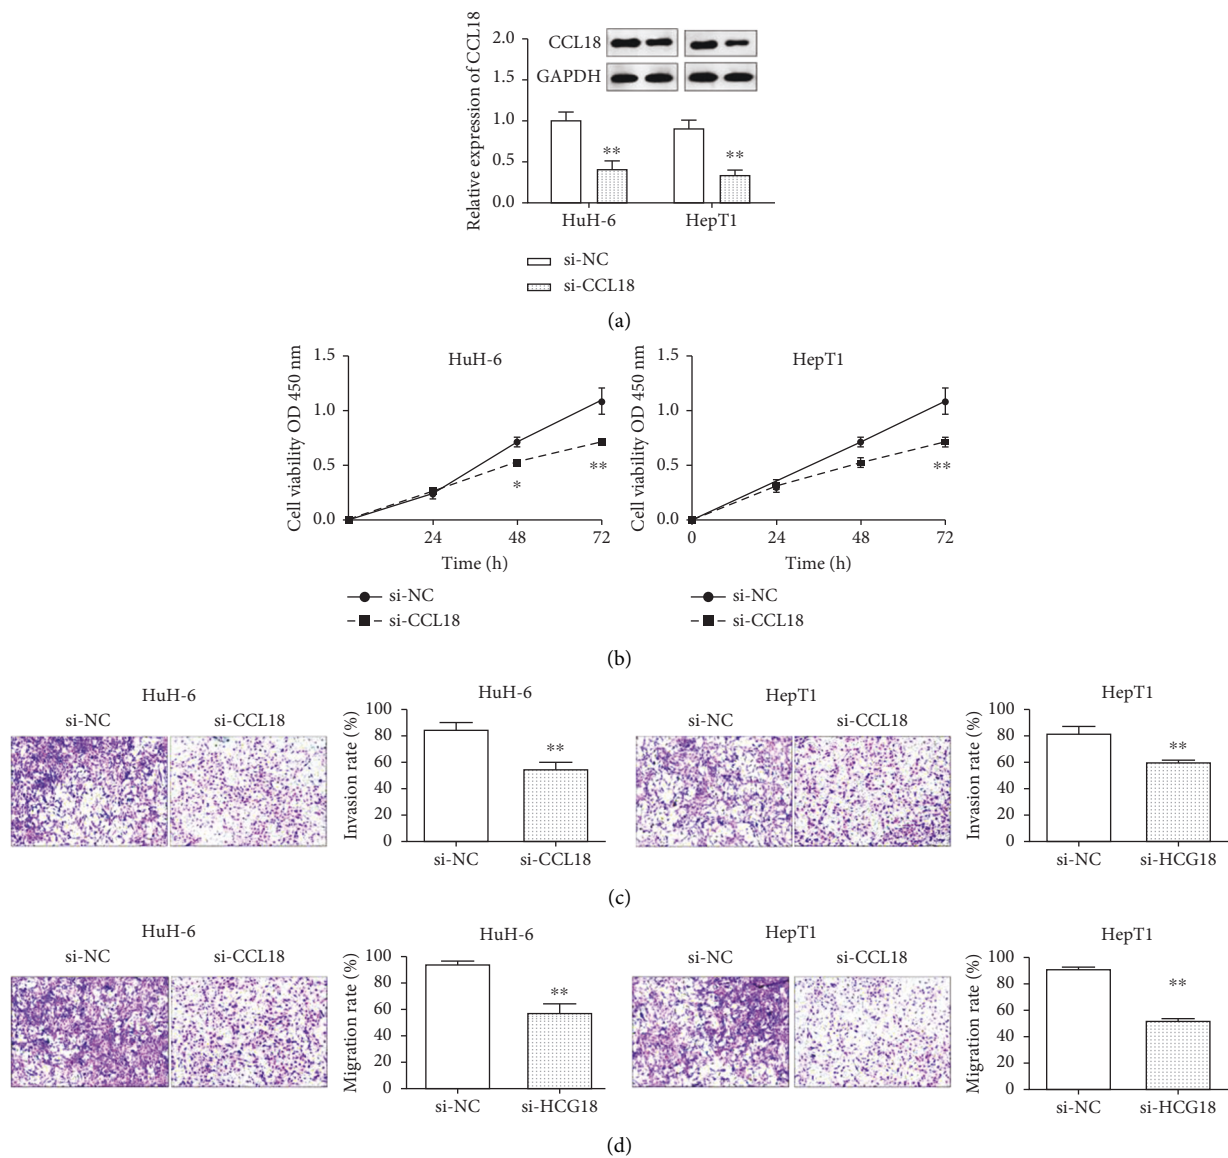 Relative expression of CCL18
2.0
1.5
1.0
0.5
0.0
CCL18
GAPDH
**
**
HuH-6 HepT1
si-NC
si-CCL18
(a)
Cell viability OD 450 nm
1.5
1.0
0.5
0.0
HuH-6
*
**
24 48 72
Time (h)
si-NC
si-CCL18
Cell viability OD 450 nm
1.5
1.0
0.5
0.0
HepT1
**
0 24 48 72
Time (h)
si-NC
si-CCL18
(b)
HuH-6
si-NC si-CCL18
Invasion rate (%)
100
80
60
40
20
0
HuH-6
**
si-NC si-CCL18
HepT1
si-NC si-CCL18
Invasion rate (%)
100
80
60
40
20
0
HepT1
**
si-NC si-HCG18
(c)
HuH-6
si-NC si-CCL18
Migration rate (%)
100
80
60
40
20
0
HuH-6
**
si-NC si-HCG18
HepT1
si-NC si-CCL18
Migration rate (%)
100
80
60
40
20
0
HepT1
**
si-NC si-HCG18
(d)